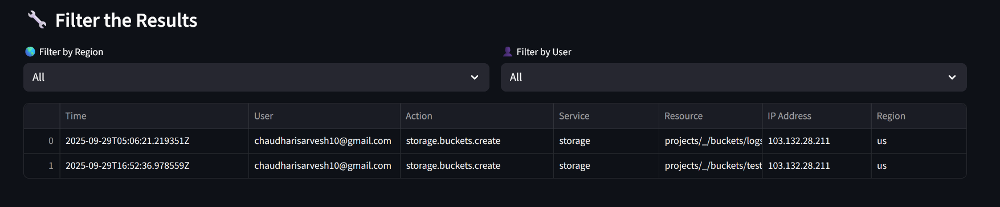 Filter the Results
Filter by Region
Filter by User
All
All
Time User Action Service Resource IP Address Region
0 2025-09-29T05:06:21.219351Z chaudharisarvesh10@gmail.com storage.buckets.create storage projects/_/buckets/logs 103.132.28.211 us
1 2025-09-29T16:52:36.978559Z chaudharisarvesh10@gmail.com storage.buckets.create storage projects/_/buckets/test 103.132.28.211 us